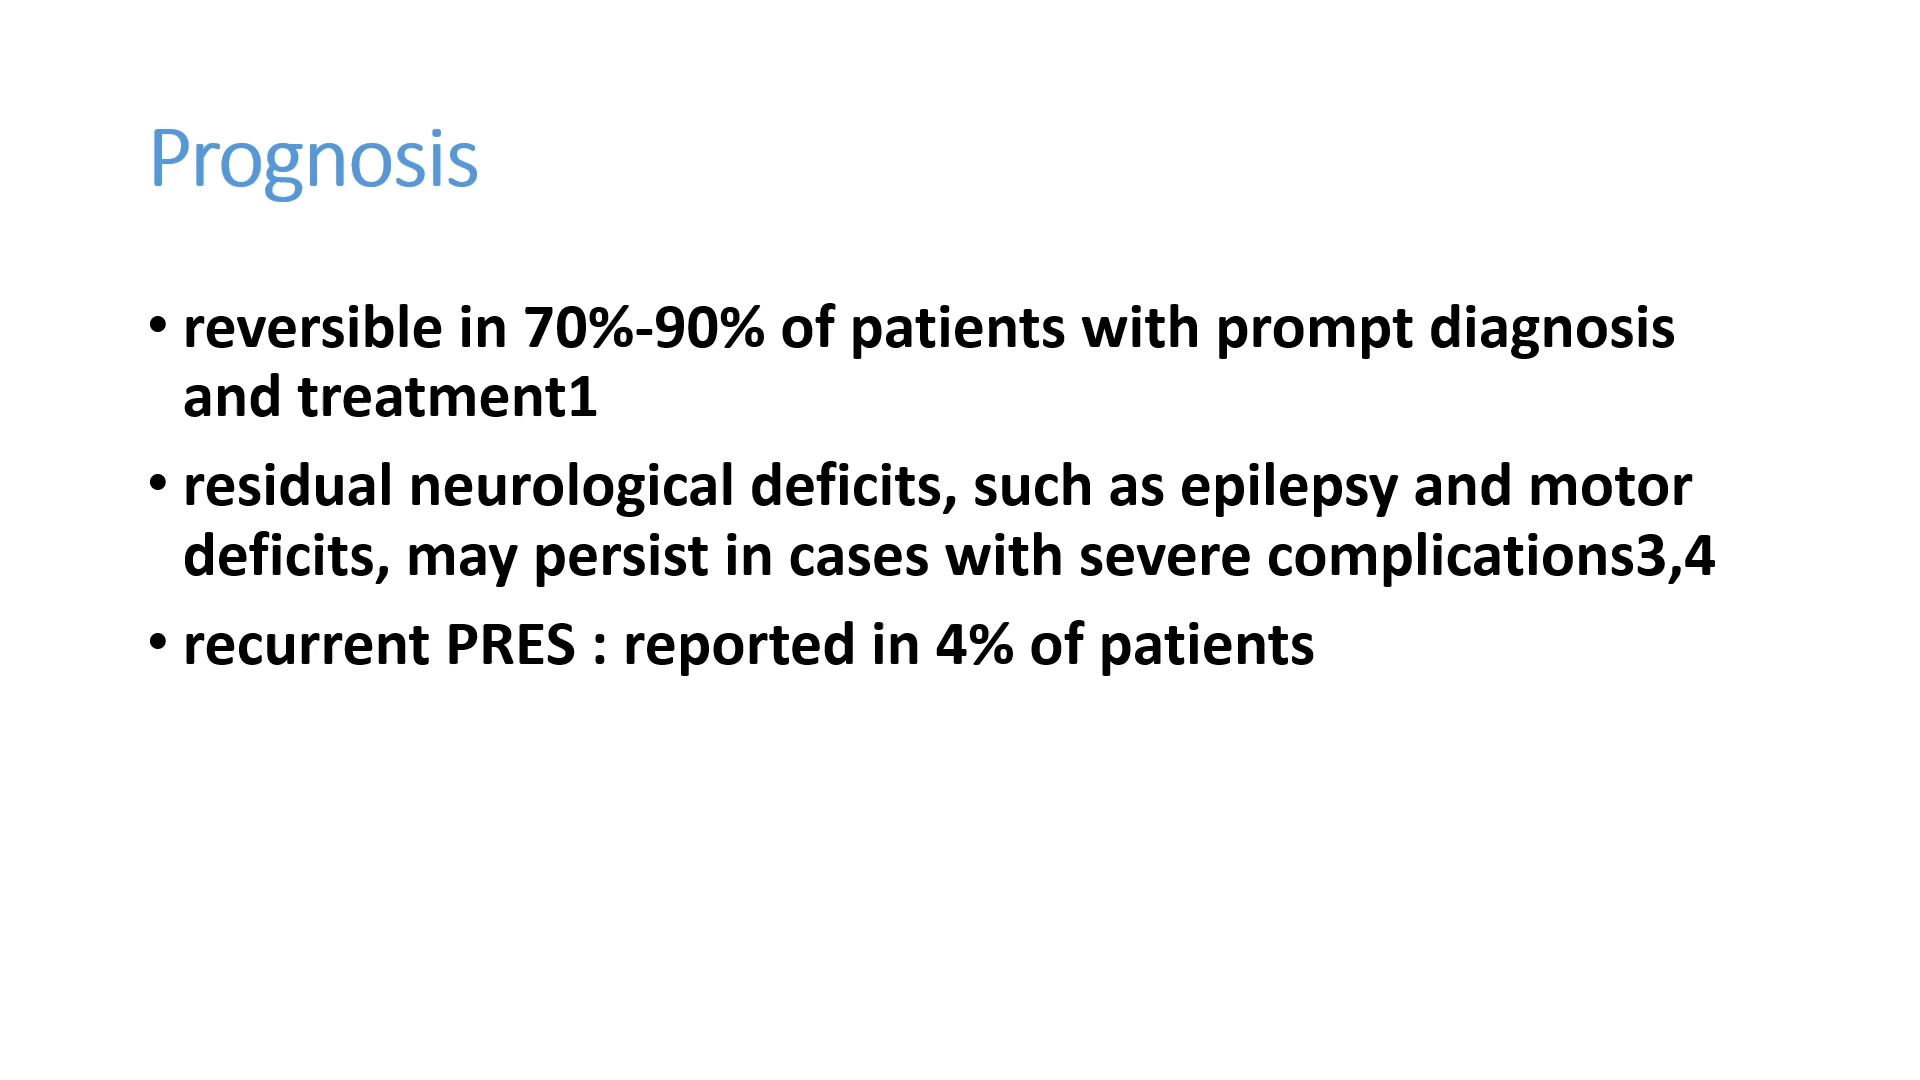 Prognosis
• reversible in 70%-90% of patients with prompt diagnosis
and treatment1
• residual neurological deficits, such as epilepsy and motor
deficits, may persist in cases with severe complications3,4
• recurrent PRES : reported in 4% of patients